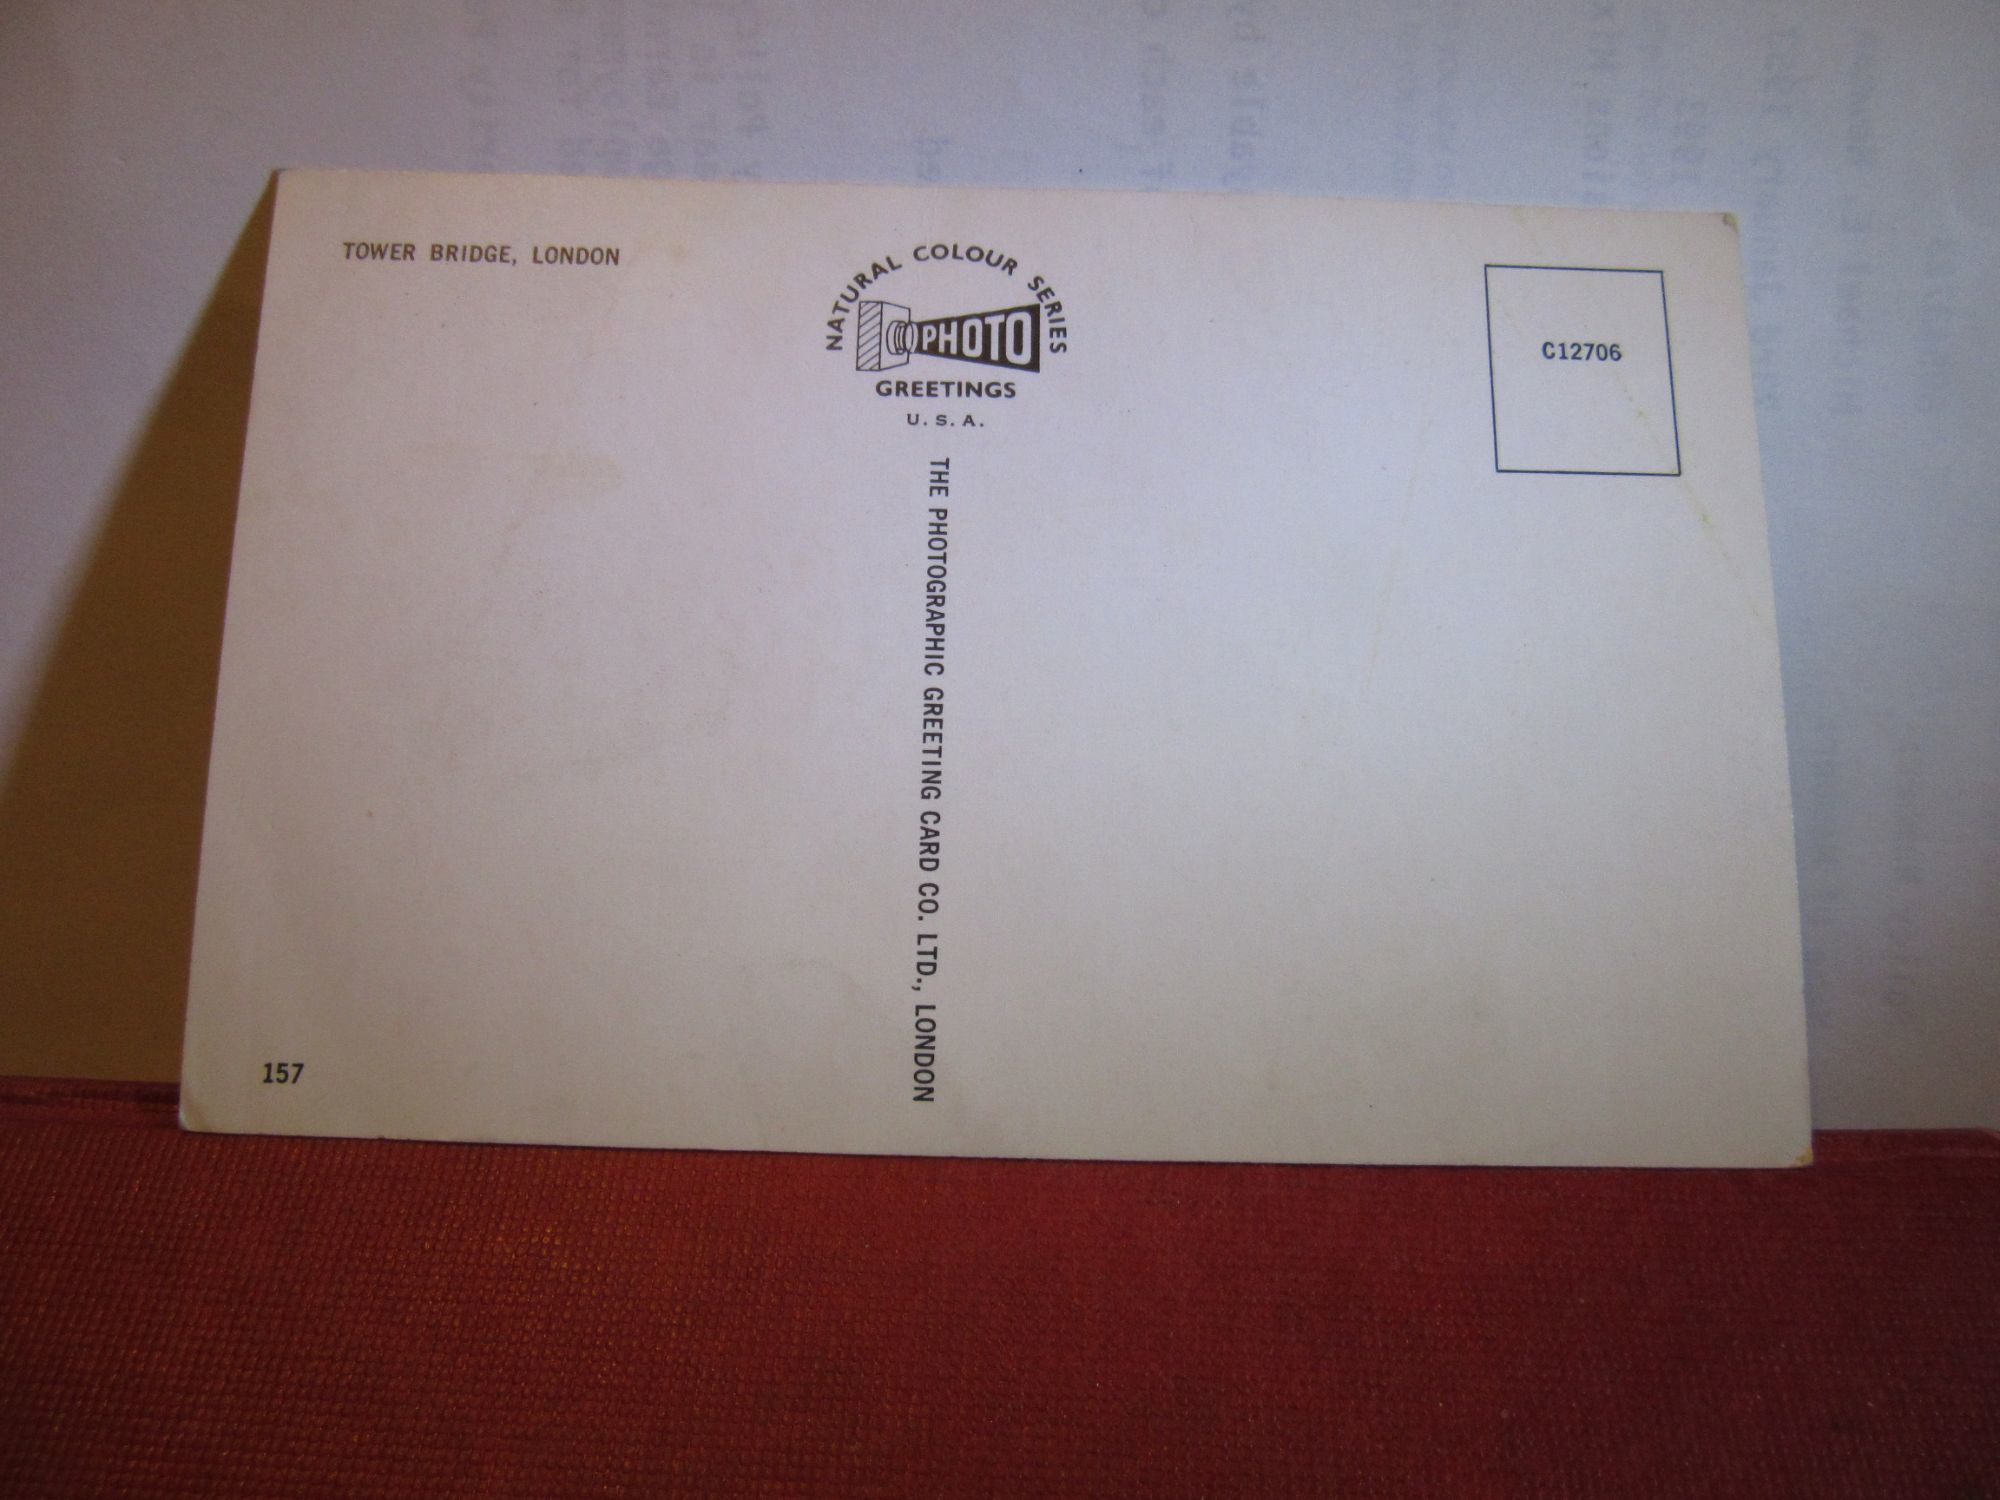 TOWER BRIDGE, LONDON
NATURAL COLOUR SERIES
PHOTO
GREETINGS
U. S. A.
THE PHOTOGRAPHIC GREETING CARD CO. LTD., LONDON
C12706
157